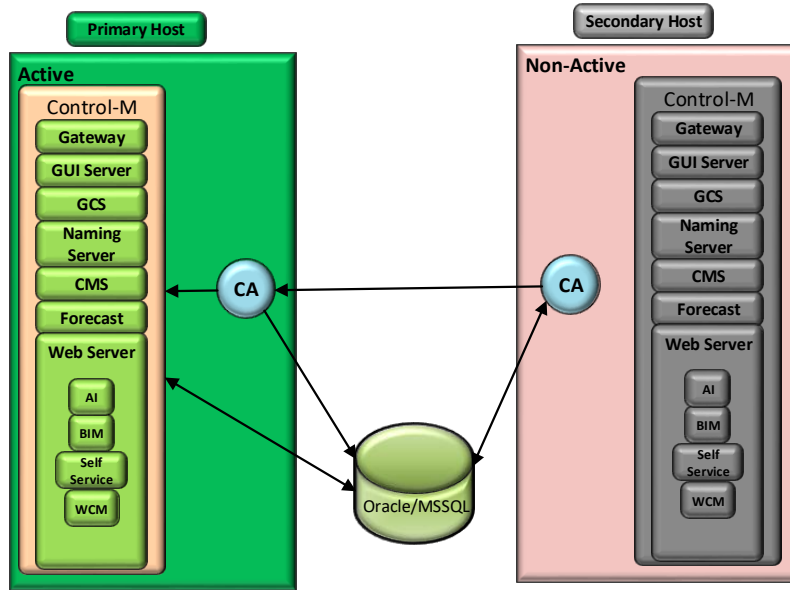 Primary Host
Active
Control-M
Gateway
GUI Server
GCS
Naming
Server
CMS
Forecast
Web Server
AI
BIM
Self
Service
WCM
CA
Oracle/MSSQL
Secondary Host
Non-Active
CA
Control-M
Gateway
GUI Server
GCS
Naming
Server
CMS
Forecast
Web Server
AI
BIM
Self
Service
WCM